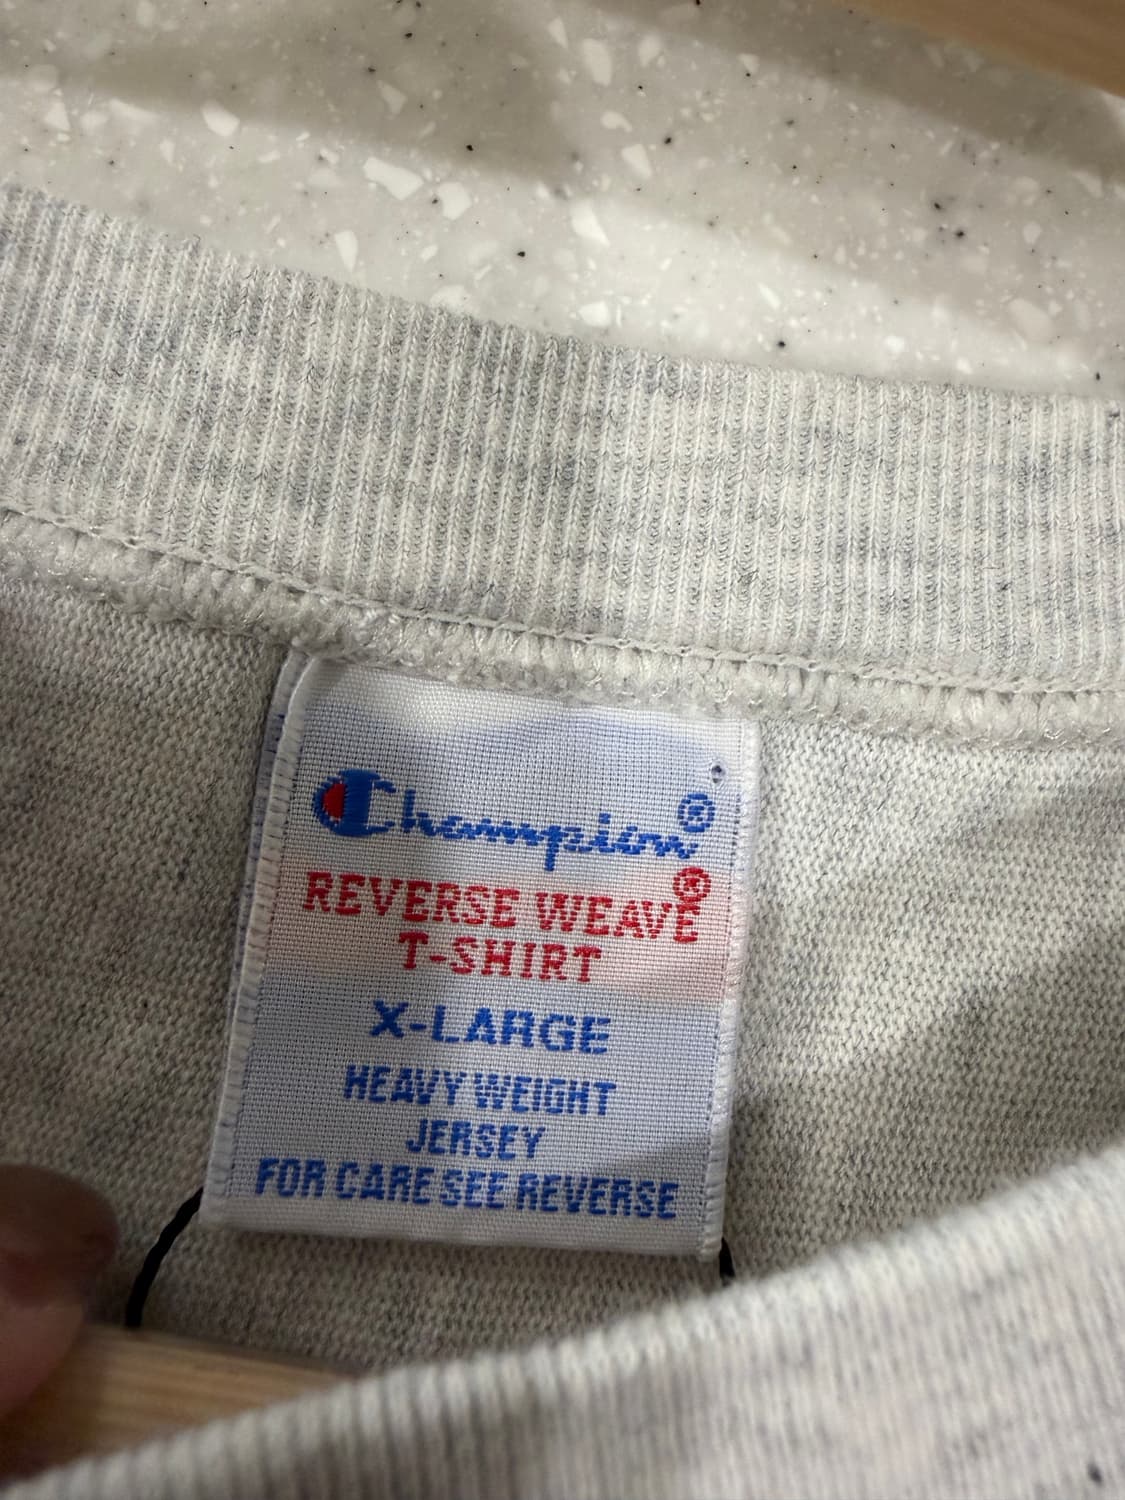 Champion®
REVERSE WEAVE®
T-SHIRT
X-LARGE
HEAVY WEIGHT
JERSEY
FOR CARE SEE REVERSE